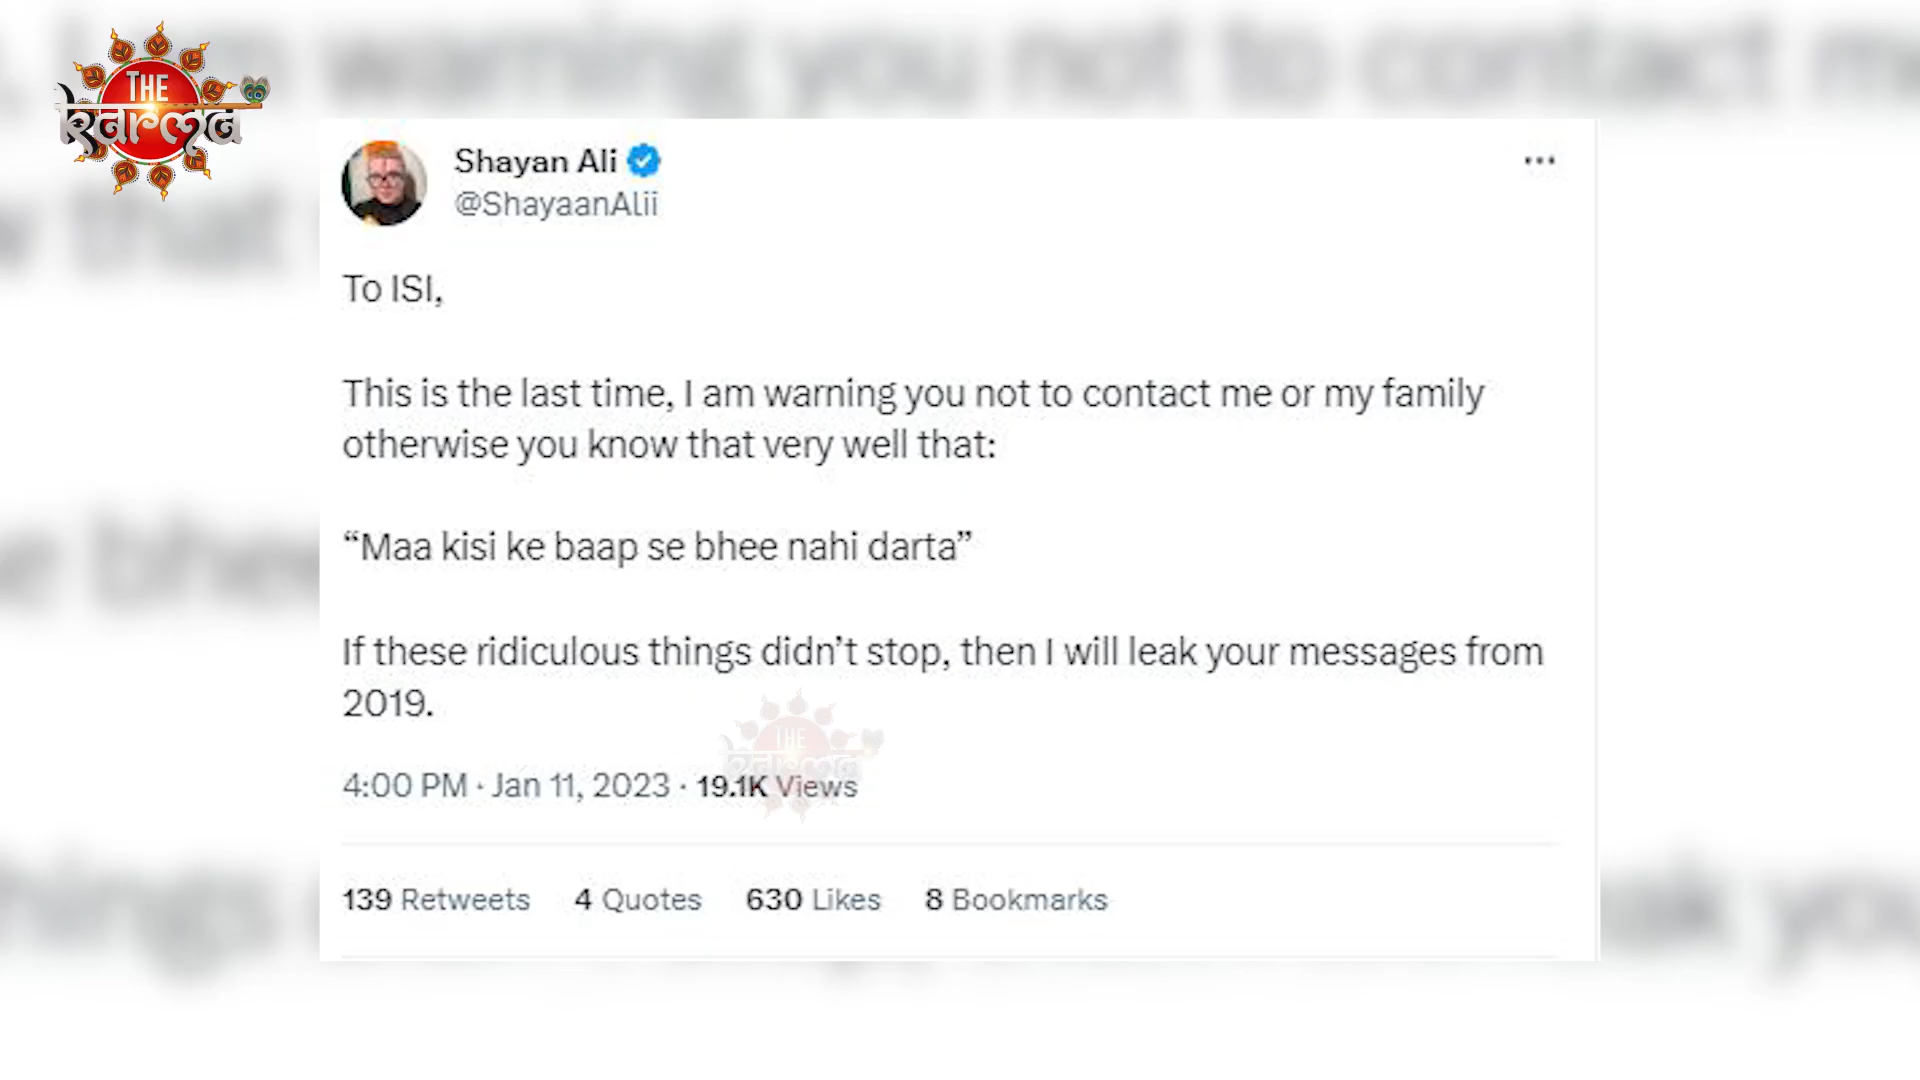 THE
karma
Shayan Ali
@ShayaanAlii
To ISI,
This is the last time, I am warning you not to contact me or my family
otherwise you know that very well that:
“Maa kisi ke baap se bhee nahi darta”
If these ridiculous things didn’t stop, then I will leak your messages from
2019.
THE
karma
4:00 PM · Jan 11, 2023 · 19.1K Views
139 Retweets 4 Quotes 630 Likes 8 Bookmarks